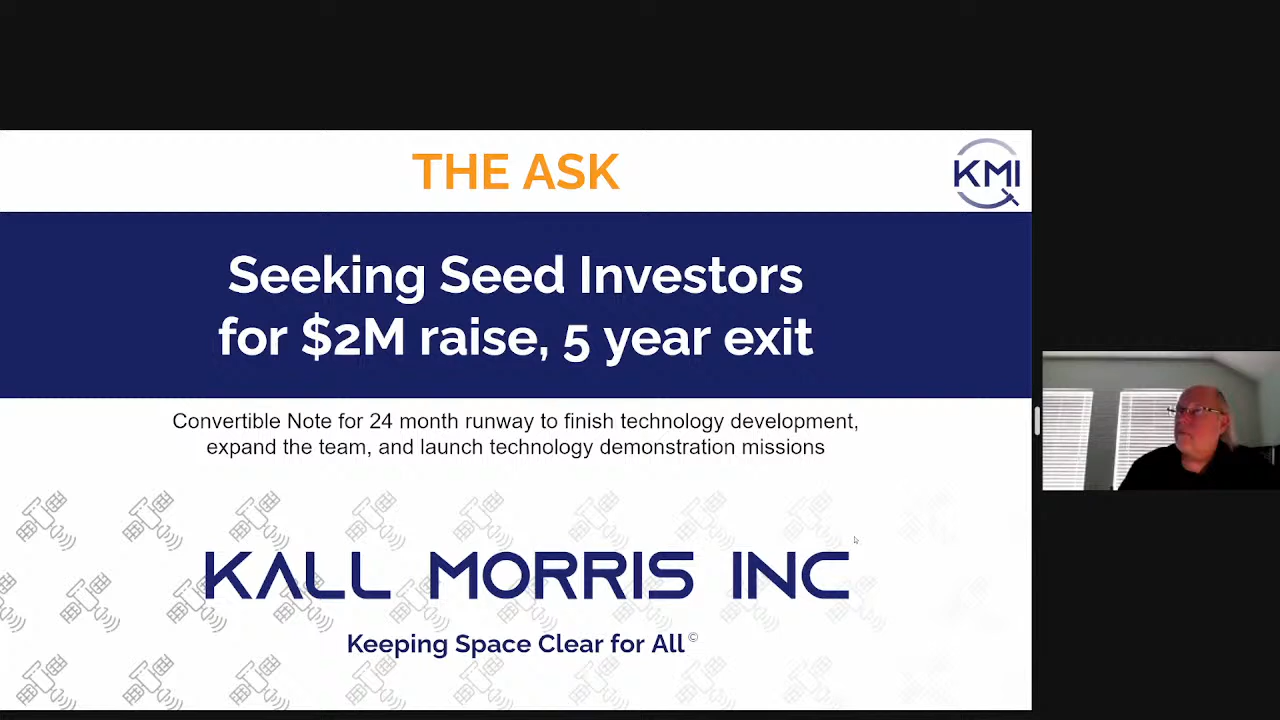 THE ASK
KMI
Seeking Seed Investors
for $2M raise, 5 year exit
Convertible Note for 24 month runway to finish technology development,
expand the team, and launch technology demonstration missions
KALL MORRIS INC
Keeping Space Clear for All©